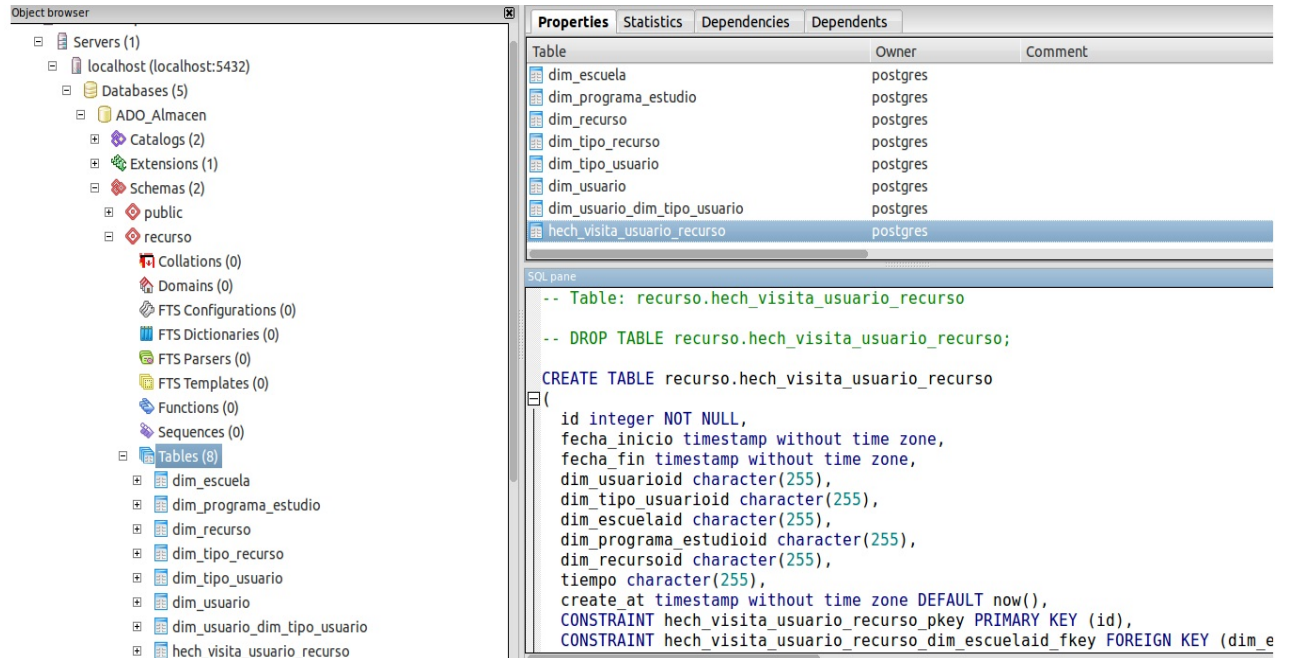 Object browser
Servers (1)
localhost (localhost:5432)
Databases (5)
ADO_Almacen
Catalogs (2)
Extensions (1)
Schemas (2)
public
recurso
Collations (0)
Domains (0)
FTS Configurations (0)
FTS Dictionaries (0)
FTS Parsers (0)
FTS Templates (0)
Functions (0)
Sequences (0)
Tables (8)
dim_escuela
dim_programa_estudio
dim_recurso
dim_tipo_recurso
dim_tipo_usuario
dim_usuario
dim_usuario_dim_tipo_usuario
hech_visita_usuario_recurso
Properties Statistics Dependencies Dependents
Table Owner Comment
dim_escuela postgres
dim_programa_estudio postgres
dim_recurso postgres
dim_tipo_recurso postgres
dim_tipo_usuario postgres
dim_usuario postgres
dim_usuario_dim_tipo_usuario postgres
hech_visita_usuario_recurso postgres
SQL pane
-- Table: recurso.hech_visita_usuario_recurso
-- DROP TABLE recurso.hech_visita_usuario_recurso;
CREATE TABLE recurso.hech_visita_usuario_recurso
(
id integer NOT NULL,
fecha_inicio timestamp without time zone,
fecha_fin timestamp without time zone,
dim_usuarioid character(255),
dim_tipo_usuarioid character(255),
dim_escuelaid character(255),
dim_programa_estudioid character(255),
dim_recursoid character(255),
tiempo character(255),
create_at timestamp without time zone DEFAULT now(),
CONSTRAINT hech_visita_usuario_recurso_pkey PRIMARY KEY (id),
CONSTRAINT hech_visita_usuario_recurso_dim_escuelaid_fkey FOREIGN KEY (dim_e